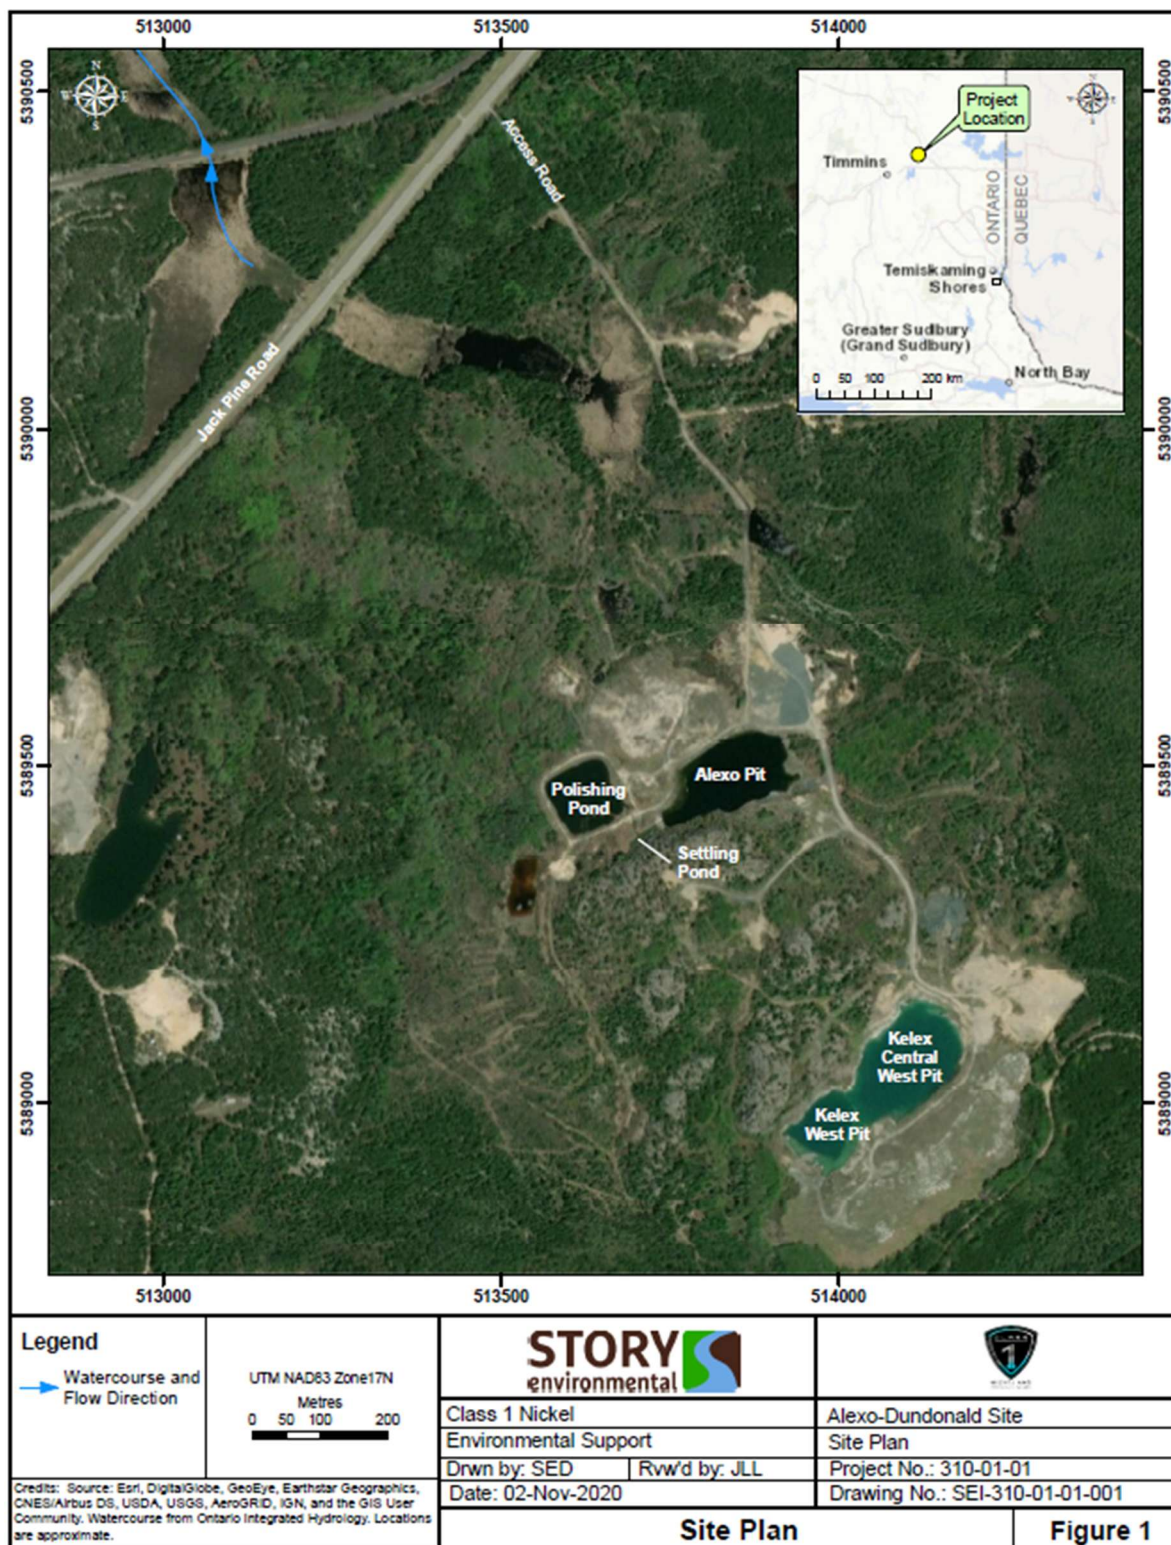 513000
513500
514000
5390500
5390500
N
W
E
S
Access Road
Project
Location
Timmins
ONTARIO
QUEBEC
Temiskaming
Shores
Greater Sudbury
(Grand Sudbury)
North Bay
0 50 100 200 km
Jack Pine Road
5390000
5390000
5389500
5389500
Alexo Pit
Polishing
Pond
Settling
Pond
Kelex
Central
West Pit
Kelex
West Pit
5389000
5389000
513000
513500
514000
Legend
Watercourse and
Flow Direction
UTM NAD83 Zone17N
Metres
0 50 100 200
STORY
environmental
CLASS
1
Class 1 Nickel
Environmental Support
Drwn by: SED
Rvw'd by: JLL
Date: 02-Nov-2020
Alexo-Dundonald Site
Site Plan
Project No.: 310-01-01
Drawing No.: SEI-310-01-01-001
Credits: Source: Esri, DigitalGlobe, GeoEye, Earthstar Geographics,
CNES/Airbus DS, USDA, USGS, AeroGRID, IGN, and the GIS User
Community. Watercourse from Ontario Integrated Hydrology. Locations
are approximate.
Site Plan
Figure 1